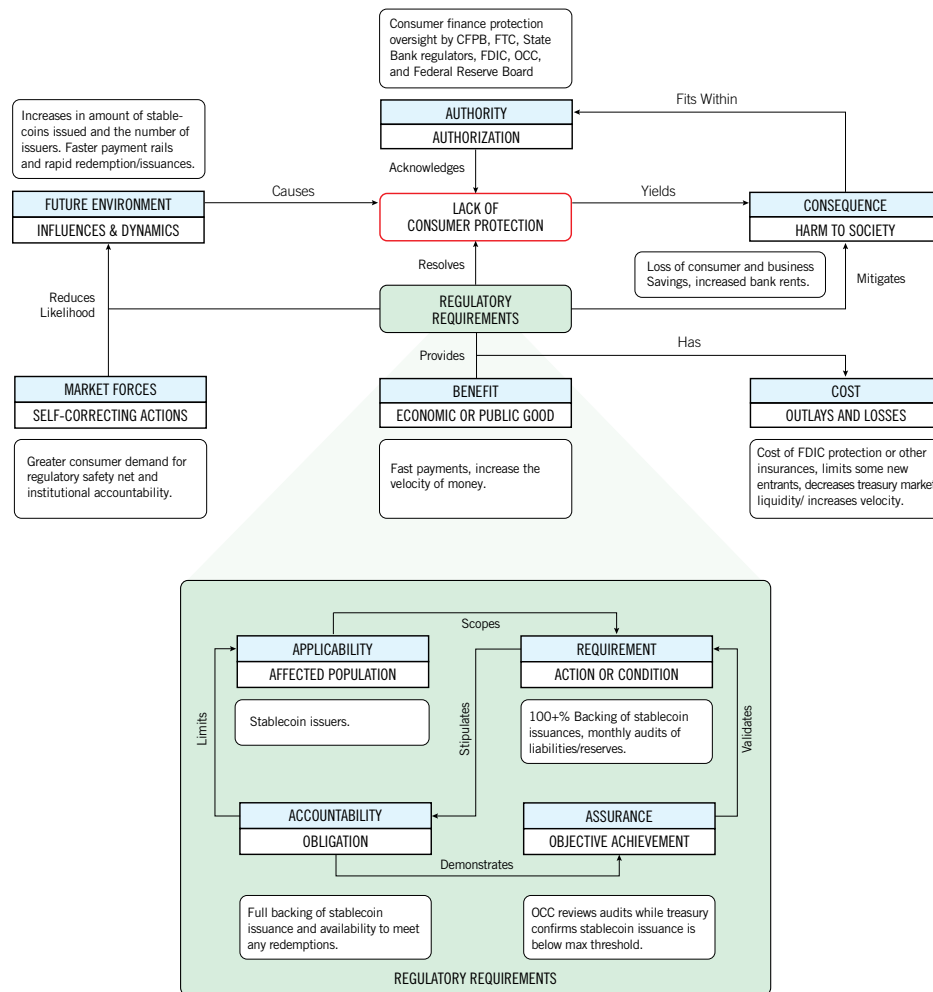 Consumer finance protection
oversight by CFPB, FTC, State
Bank regulators, FDIC, OCC,
and Federal Reserve Board
Fits Within
AUTHORITY
AUTHORIZATION
Increases in amount of stable-
coins issued and the number of
issuers. Faster payment rails
and rapid redemption/issuances.
Acknowledges
Causes
Yields
FUTURE ENVIRONMENT
INFLUENCES & DYNAMICS
LACK OF
CONSUMER PROTECTION
CONSEQUENCE
HARM TO SOCIETY
Resolves
Loss of consumer and business
Savings, increased bank rents.
Mitigates
Reduces
Likelihood
REGULATORY
REQUIREMENTS
Provides
Has
MARKET FORCES
SELF-CORRECTING ACTIONS
BENEFIT
ECONOMIC OR PUBLIC GOOD
COST
OUTLAYS AND LOSSES
Greater consumer demand for
regulatory safety net and
institutional accountability.
Fast payments, increase the
velocity of money.
Cost of FDIC protection or other
insurances, limits some new
entrants, decreases treasury market
liquidity/ increases velocity.
Scopes
APPLICABILITY
AFFECTED POPULATION
REQUIREMENT
ACTION OR CONDITION
Limits
Stablecoin issuers.
Stipulates
100+% Backing of stablecoin
issuances, monthly audits of
liabilities/reserves.
Validates
ACCOUNTABILITY
OBLIGATION
ASSURANCE
OBJECTIVE ACHIEVEMENT
Demonstrates
Full backing of stablecoin
issuance and availability to meet
any redemptions.
OCC reviews audits while treasury
confirms stablecoin issuance is
below max threshold.
REGULATORY REQUIREMENTS